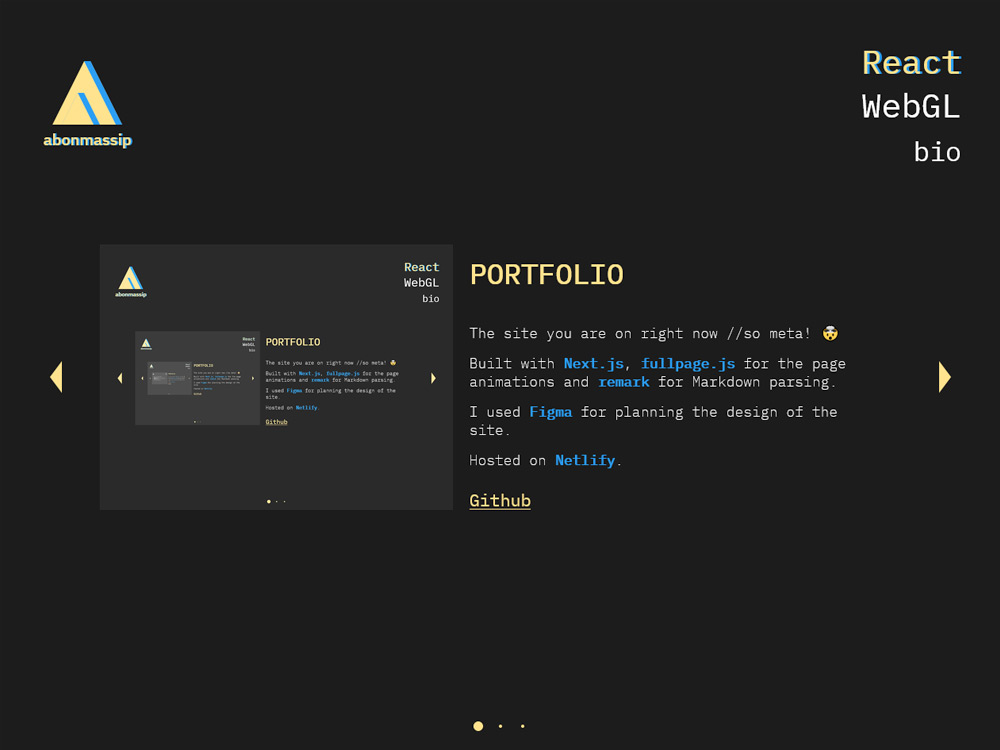 abonmassip
React
WebGL
bio
React
WebGL
bio
abonmassip
PORTFOLIO
The site you are on right now //so meta! 🤯
Built with Next.js, fullpage.js for the page
animations and remark for Markdown parsing.
I used Figma for planning the design of the
site.
Hosted on Netlify.
Github
PORTFOLIO
The site you are on right now //so meta! 🤯
Built with Next.js, fullpage.js for the page
animations and remark for Markdown parsing.
I used Figma for planning the design of the
site.
Hosted on Netlify.
Github